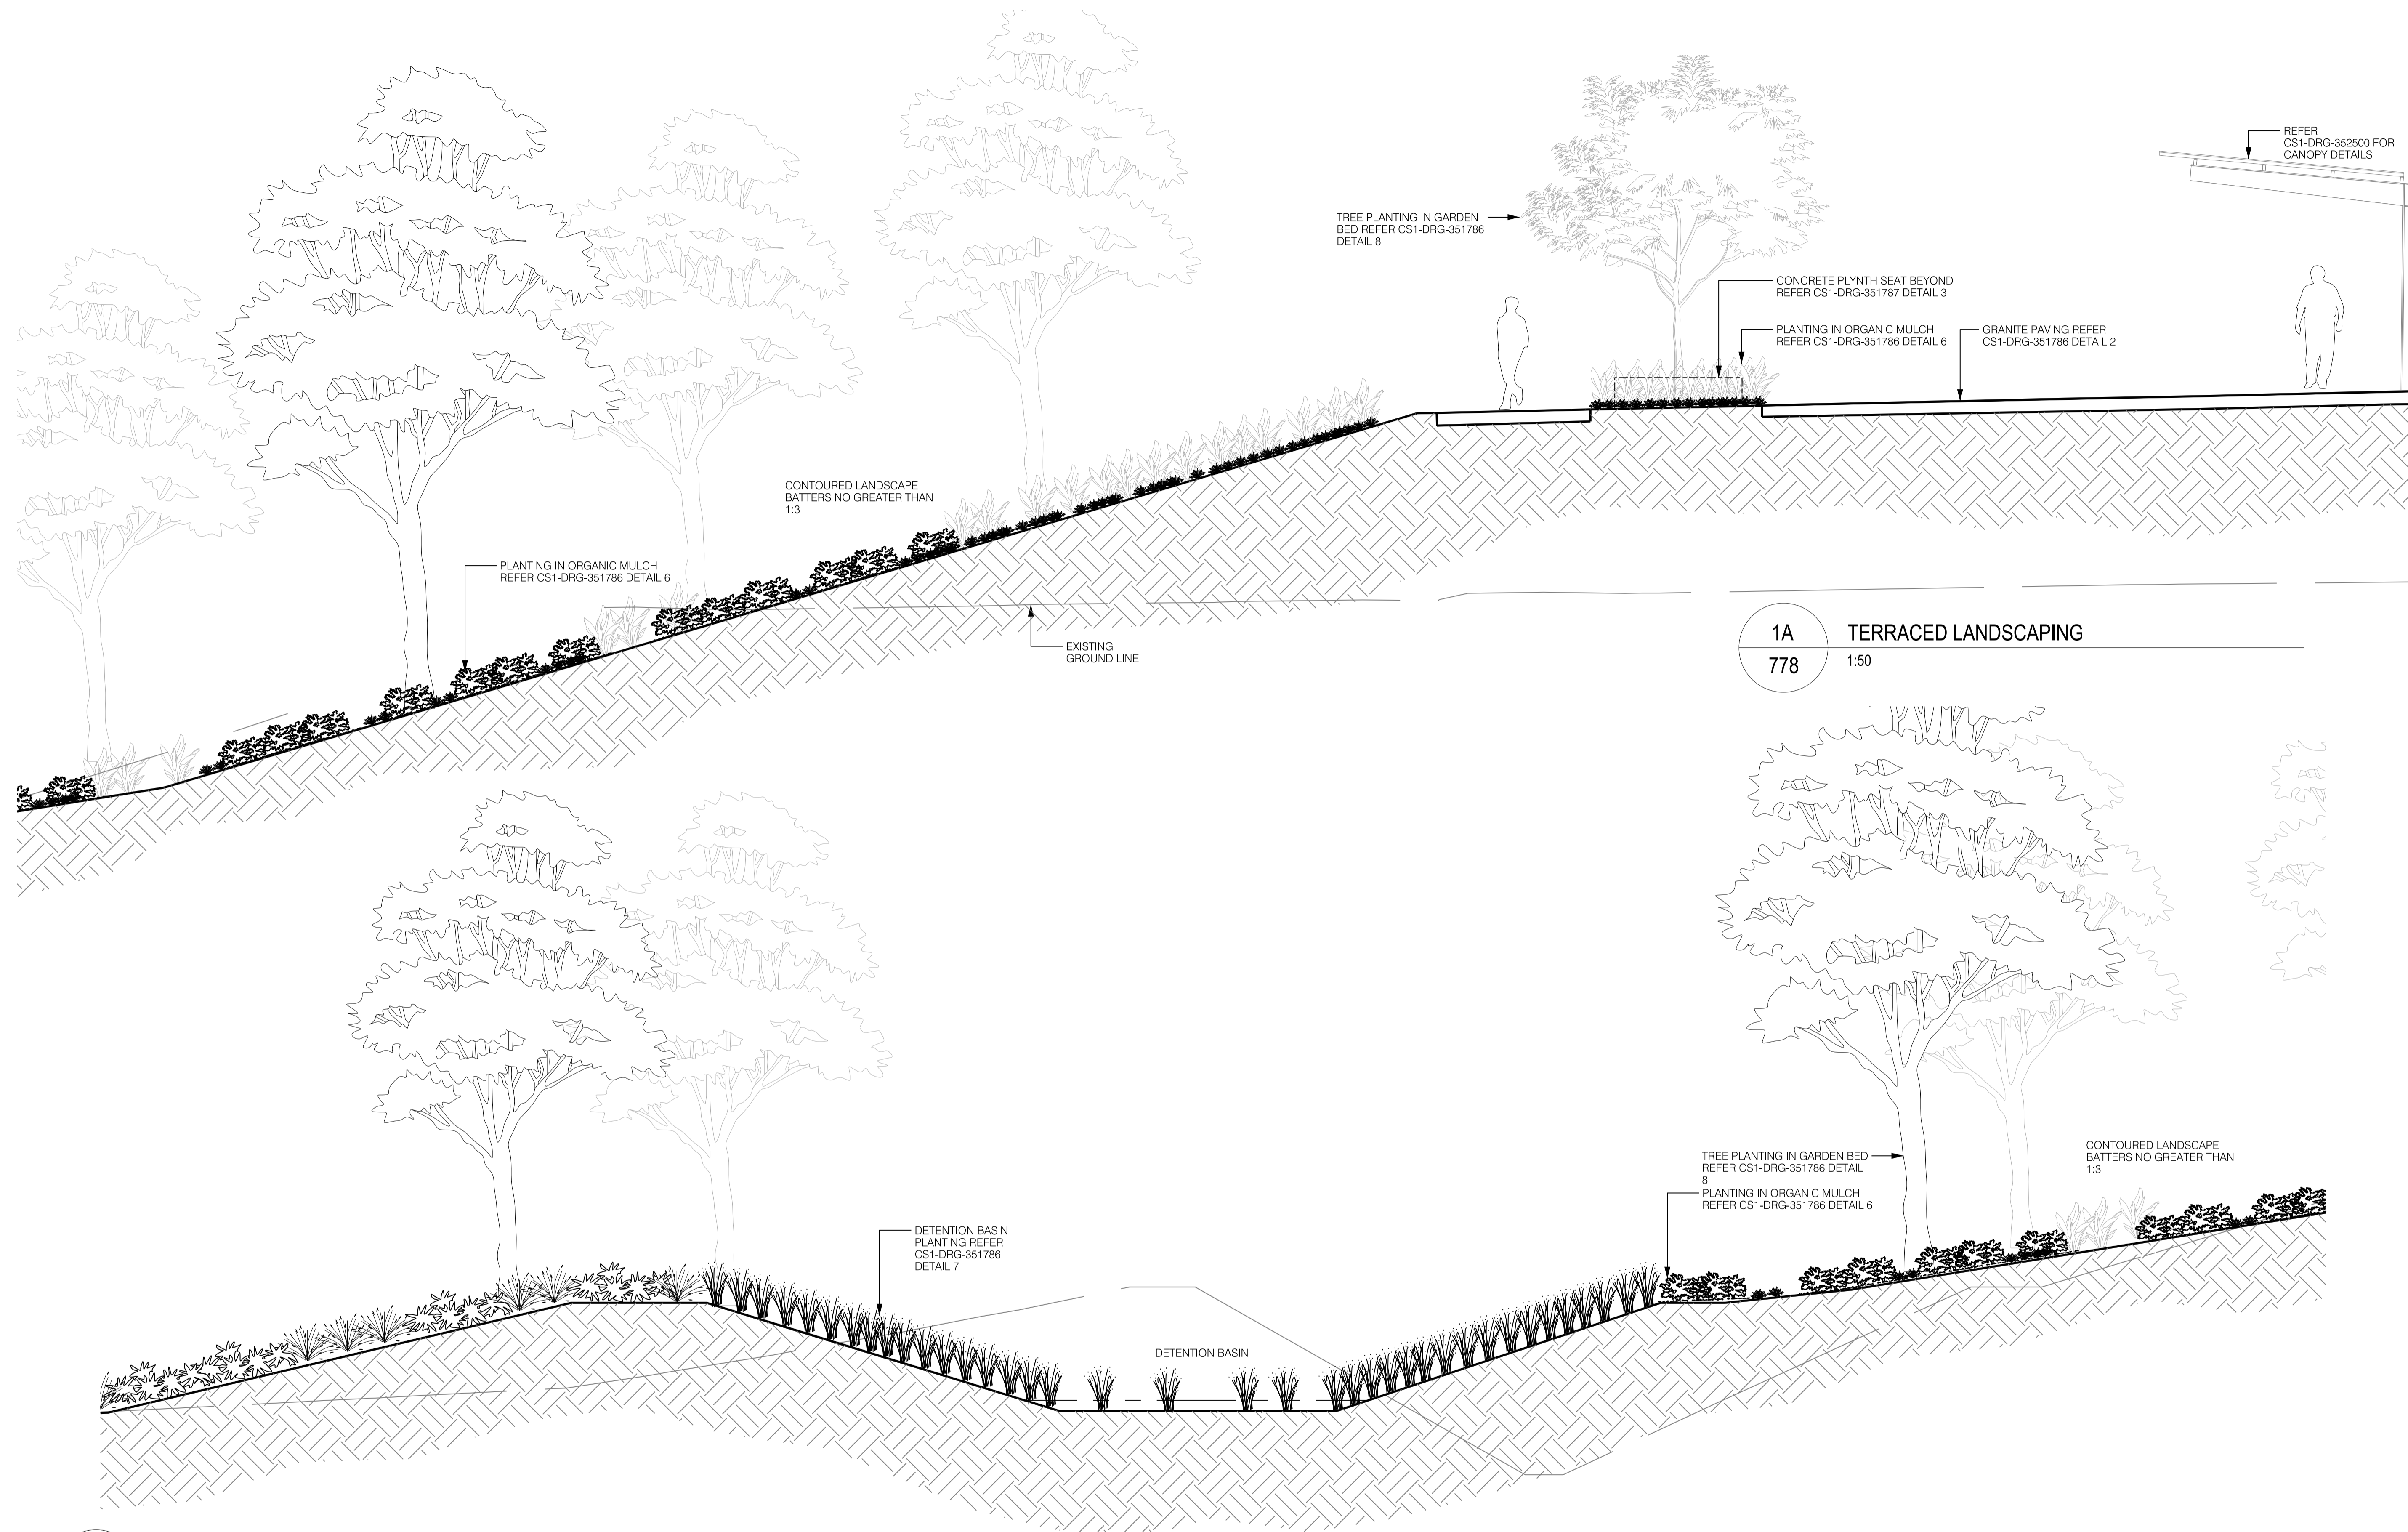 REFER
CS1-DRG-352500 FOR
CANOPY DETAILS
TREE PLANTING IN GARDEN
BED REFER CS1-DRG-351786
DETAIL 8
CONCRETE PLYNTH SEAT BEYOND
REFER CS1-DRG-351787 DETAIL 3
PLANTING IN ORGANIC MULCH
REFER CS1-DRG-351786 DETAIL 6
GRANITE PAVING REFER
CS1-DRG-351786 DETAIL 2
CONTOURED LANDSCAPE
BATTERS NO GREATER THAN
1:3
PLANTING IN ORGANIC MULCH
REFER CS1-DRG-351786 DETAIL 6
EXISTING
GROUND LINE
1A
778
TERRACED LANDSCAPING
1:50
TREE PLANTING IN GARDEN BED
REFER CS1-DRG-351786 DETAIL
8
PLANTING IN ORGANIC MULCH
REFER CS1-DRG-351786 DETAIL 6
CONTOURED LANDSCAPE
BATTERS NO GREATER THAN
1:3
DETENTION BASIN
PLANTING REFER
CS1-DRG-351786
DETAIL 7
DETENTION BASIN